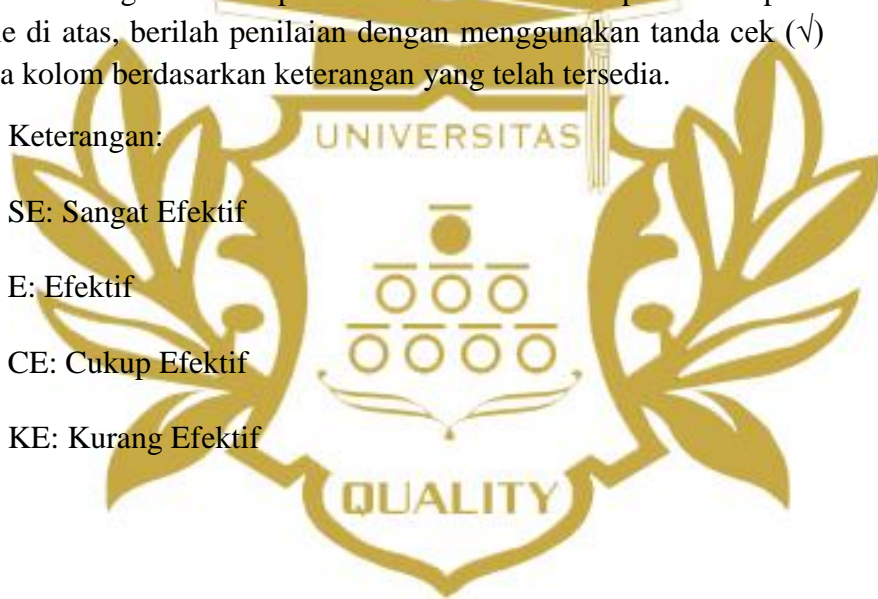 e di atas, berilah penilaian dengan menggunakan tanda cek (√)
a kolom berdasarkan keterangan yang telah tersedia.
Keterangan:
UNIVERSITAS
SE: Sangat Efektif
E: Efektif
CE: Cukup Efektif
KE: Kurang Efektif
QUALITY